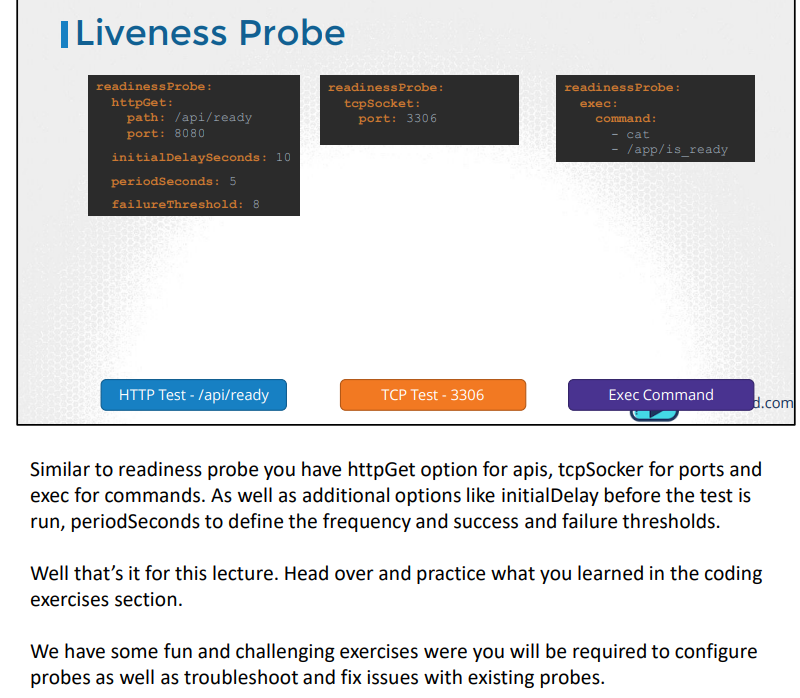 Liveness Probe
readinessProbe:
httpGet:
path: /api/ready
port: 8080
initialDelaySeconds: 10
periodSeconds: 5
failureThreshold: 8
readinessProbe:
tcpSocket:
port: 3306
readinessProbe:
exec:
command:
- cat
- /app/is_ready
HTTP Test - /api/ready
TCP Test - 3306
Exec Command
d.com
Similar to readiness probe you have httpGet option for apis, tcpSocker for ports and
exec for commands. As well as additional options like initialDelay before the test is
run, periodSeconds to define the frequency and success and failure thresholds.
Well that’s it for this lecture. Head over and practice what you learned in the coding
exercises section.
We have some fun and challenging exercises were you will be required to configure
probes as well as troubleshoot and fix issues with existing probes.